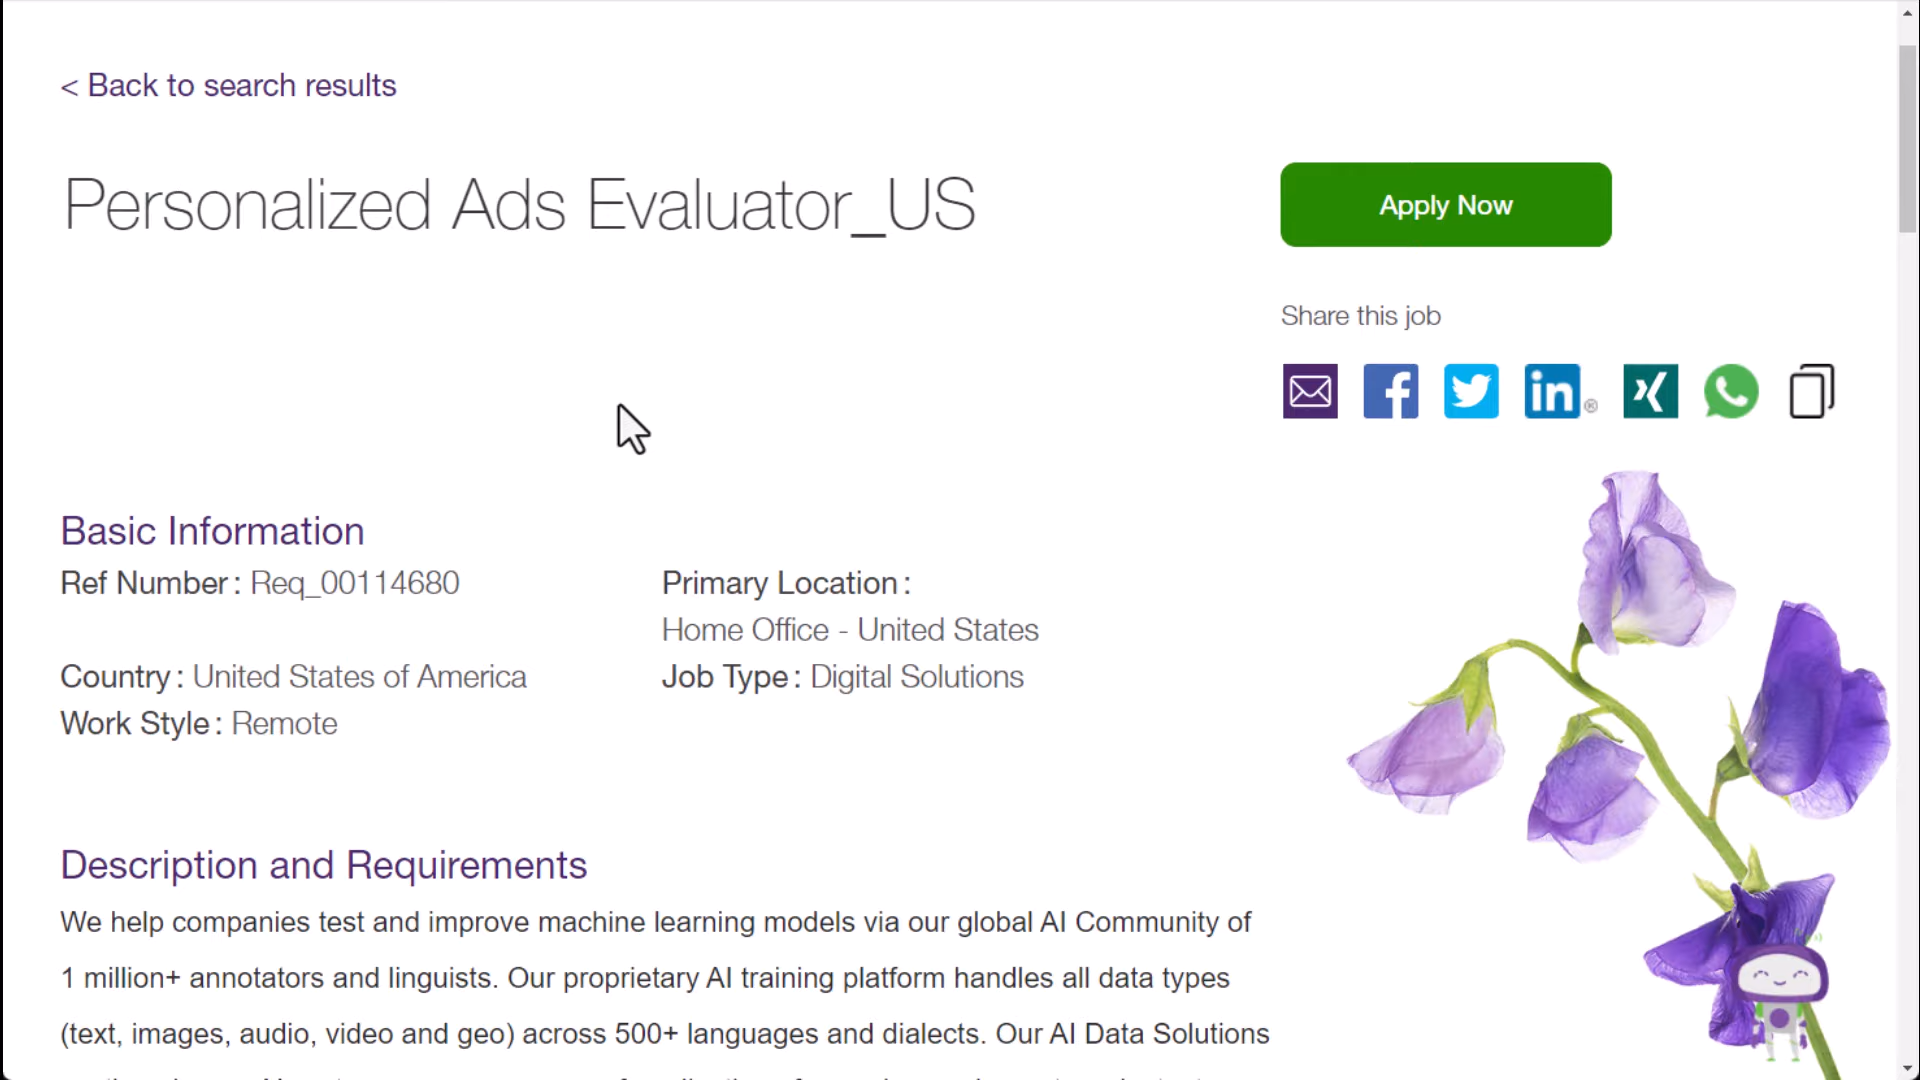 < Back to search results
Personalized Ads Evaluator_US
Apply Now
Share this job
in ®
Basic Information
Ref Number : Req_00114680
Primary Location :
Home Office - United States
Country : United States of America
Job Type : Digital Solutions
Work Style : Remote
Description and Requirements
We help companies test and improve machine learning models via our global AI Community of
1 million+ annotators and linguists. Our proprietary AI training platform handles all data types
(text, images, audio, video and geo) across 500+ languages and dialects. Our AI Data Solutions